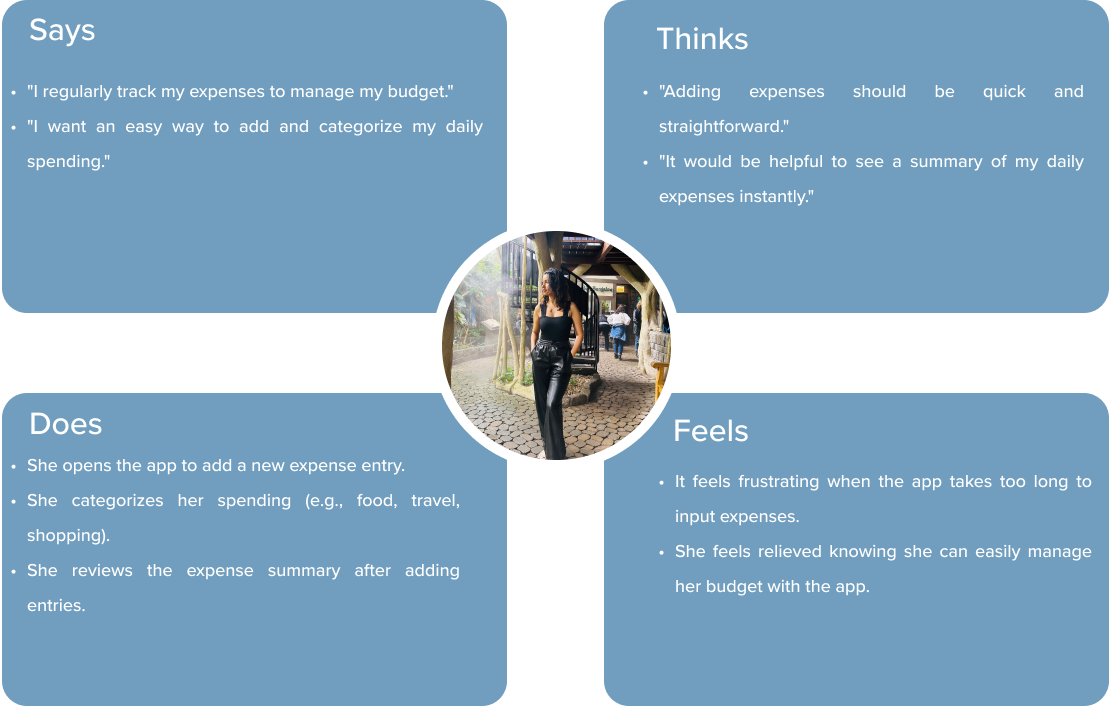 Says
• "I regularly track my expenses to manage my budget."
• "I want an easy way to add and categorize my daily
spending."
Thinks
• "Adding expenses should be quick and
straightforward."
• "It would be helpful to see a summary of my daily
expenses instantly."
Does
• She opens the app to add a new expense entry.
• She categorizes her spending (e.g., food, travel,
shopping).
• She reviews the expense summary after adding
entries.
Feels
• It feels frustrating when the app takes too long to
input expenses.
• She feels relieved knowing she can easily manage
her budget with the app.